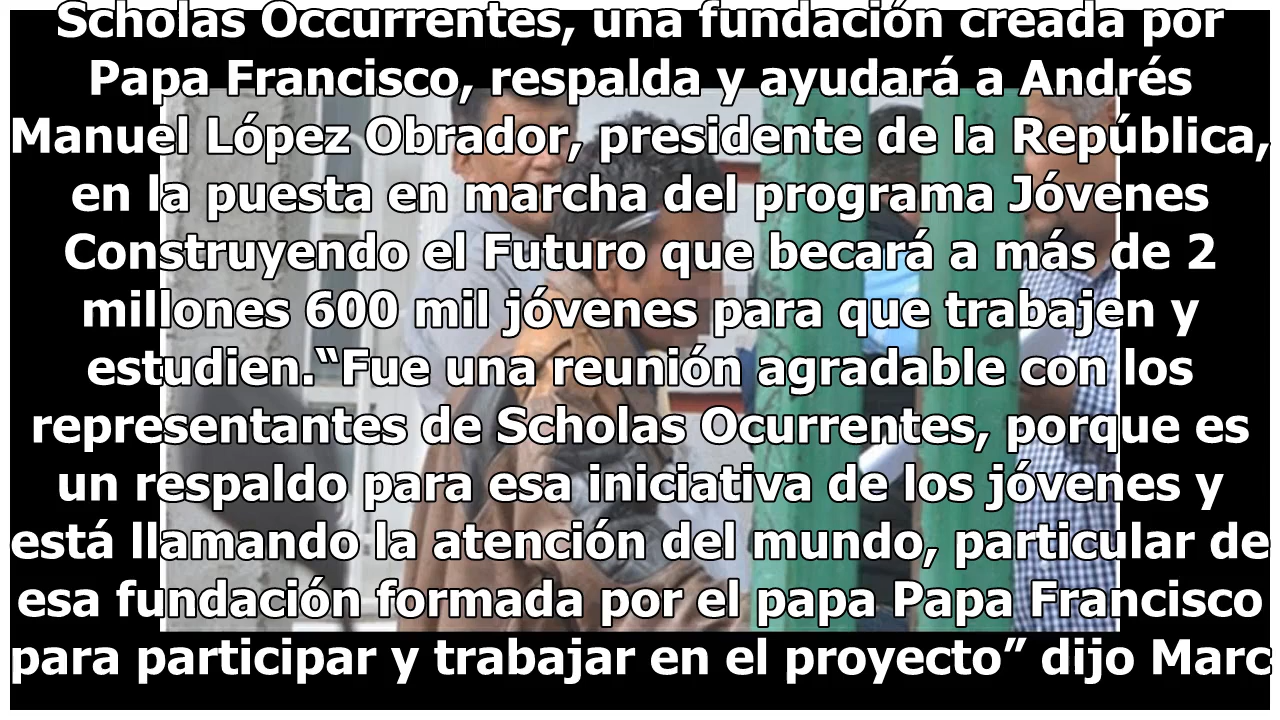 Scholas Occurrentes, una fundación creada por
Papa Francisco, respalda y ayudará a Andrés
Manuel López Obrador, presidente de la República,
en la puesta en marcha del programa Jóvenes
Construyendo el Futuro que becará a más de 2
millones 600 mil jóvenes para que trabajen y
estudien.“Fue una reunión agradable con los
representantes de Scholas Ocurrentes, porque es
un respaldo para esa iniciativa de los jóvenes y
está llamando la atención del mundo, particular de
esa fundación formada por el papa Papa Francisco
para participar y trabajar en el proyecto” dijo Marc